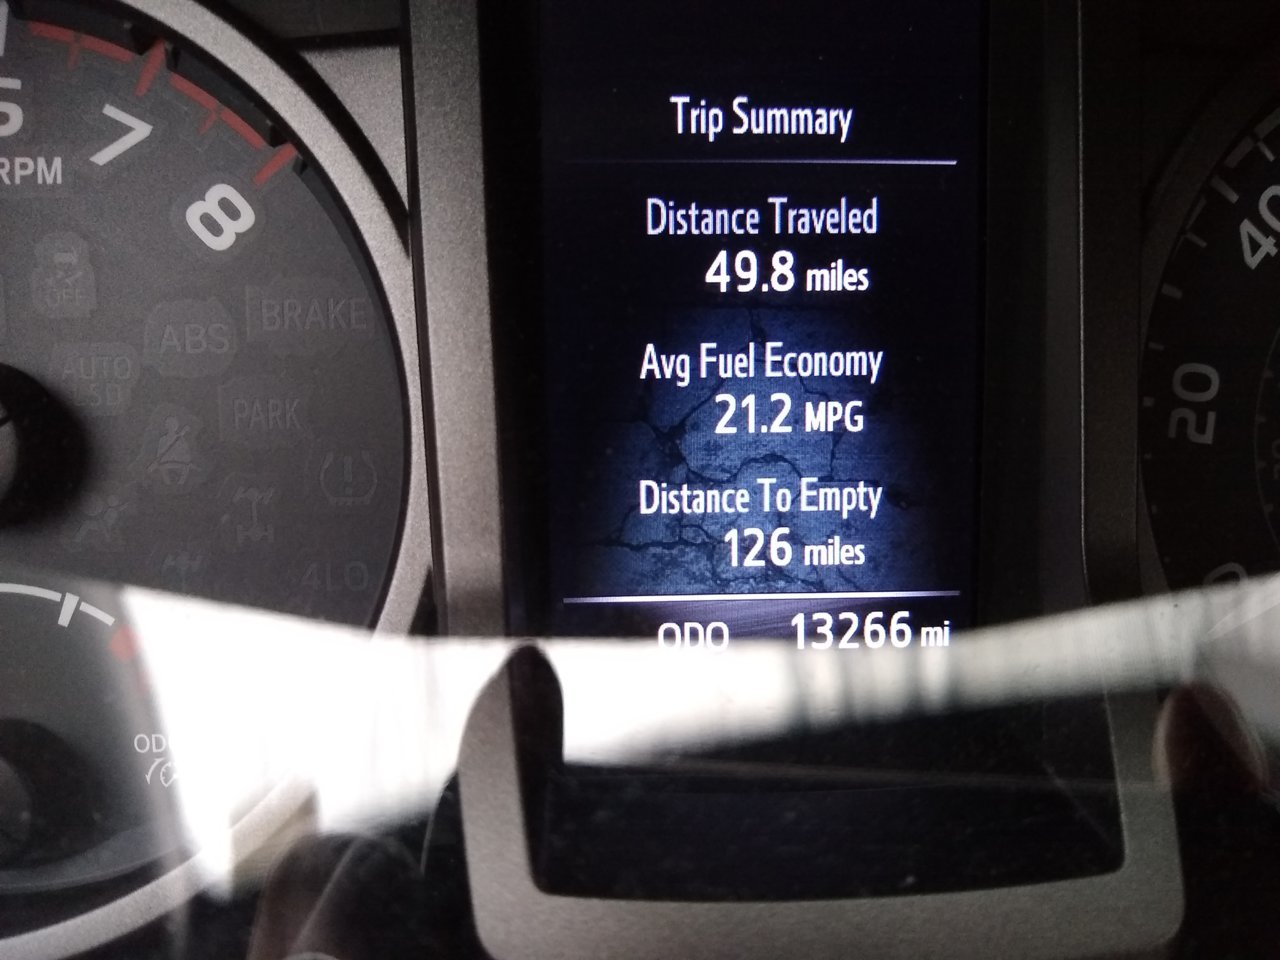 Trip Summary
Distance Traveled
49.8 miles
Avg Fuel Economy
21.2 MPG
Distance To Empty
126 miles
ODO 13266 mi
7
RPM
8
BRAKE
ABS
AUTO
PARK
4LO
40
20